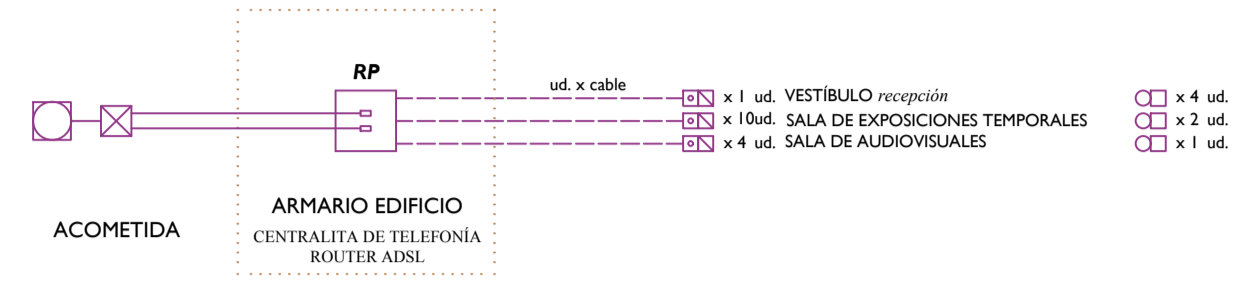 RP
ud. x cable
x 1 ud. VESTÍBULO recepción x 4 ud.
x 10ud. SALA DE EXPOSICIONES TEMPORALES x 2 ud.
x 4 ud. SALA DE AUDIOVISUALES x 1 ud.
ARMARIO EDIFICIO
ACOMETIDA
CENTRALITA DE TELEFONÍA
ROUTER ADSL